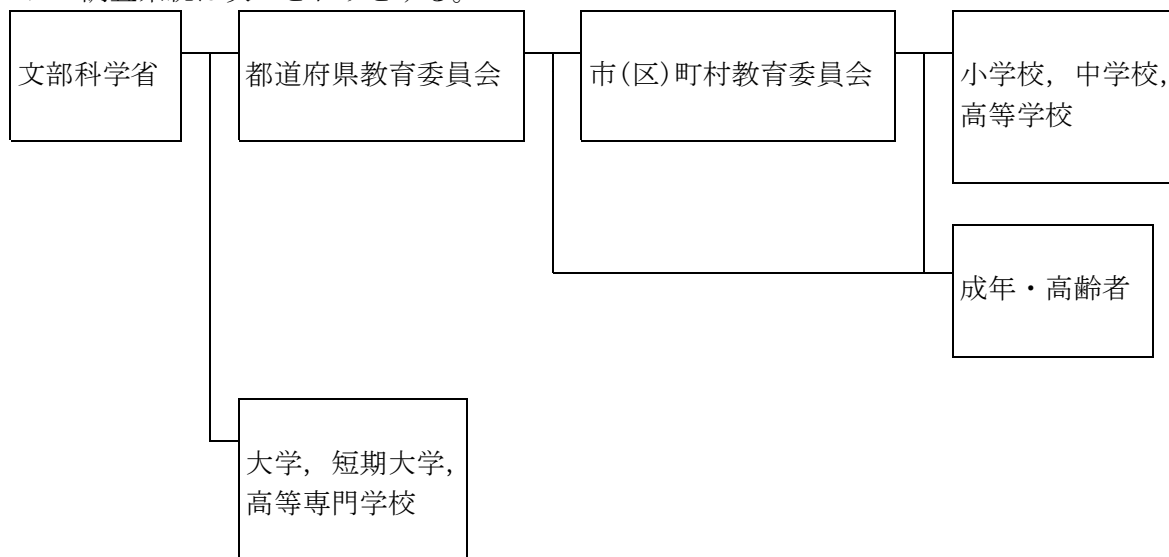 文部科学省
都道府県教育委員会
市(区)町村教育委員会
小学校，中学校，
高等学校
成年・高齢者
大学，短期大学，
高等専門学校